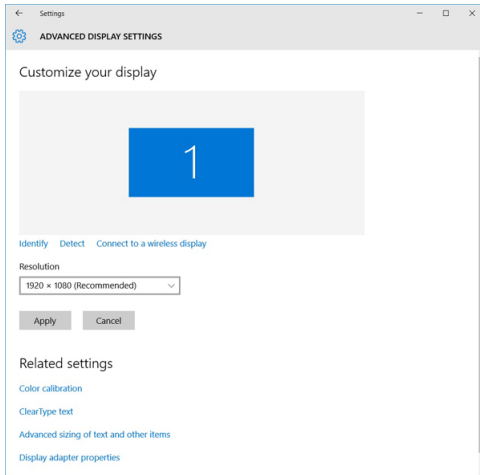 Settings
ADVANCED DISPLAY SETTINGS
Customize your display
1
Identify Detect Connect to a wireless display
Resolution
1920 × 1080 (Recommended)
Apply Cancel
Related settings
Color calibration
ClearType text
Advanced sizing of text and other items
Display adapter properties